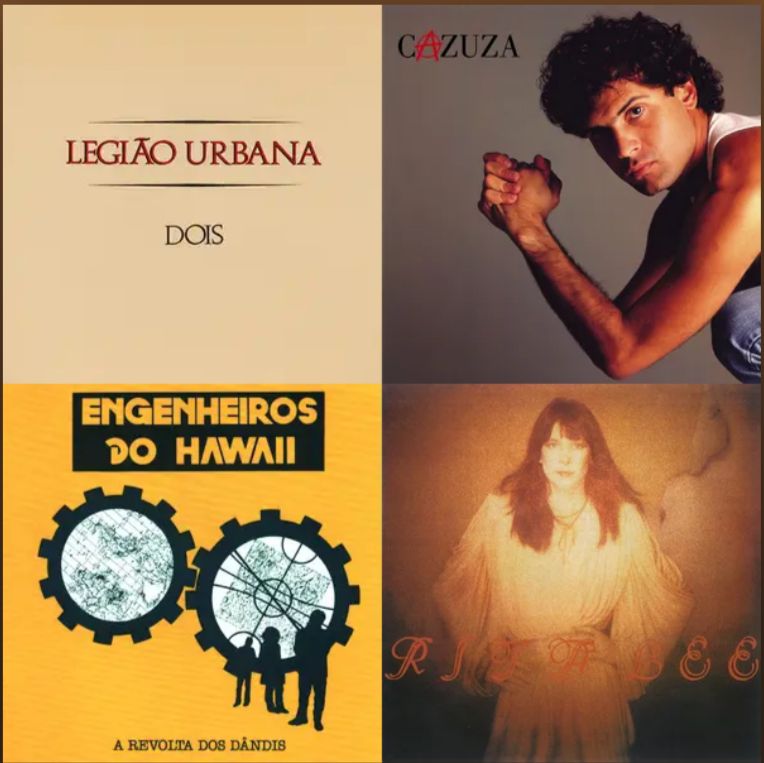 LEGIÃO URBANA
DOIS
CAZUZA
ENGENHEIROS
DO HAWAII
A REVOLTA DOS DÂNDIS
RITA LEE